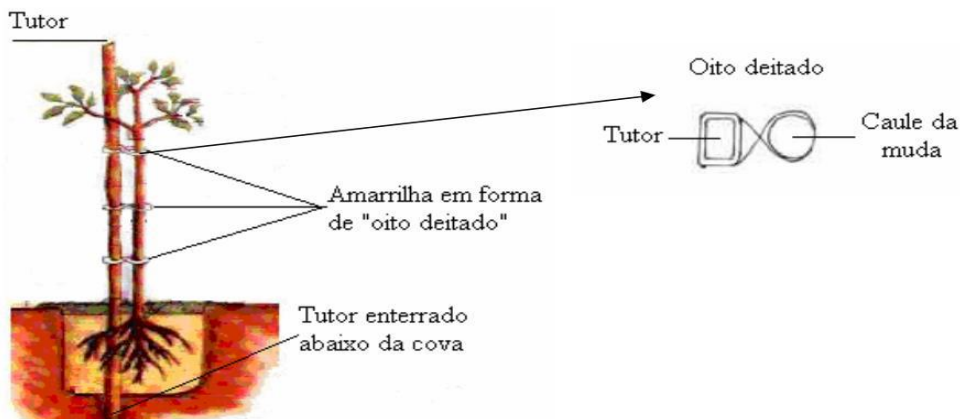 Tutor
Oito deitado
Tutor
Caule da
muda
Amarrilha em forma
de "oito deitado"
Tutor enterrado
abaixo da cova